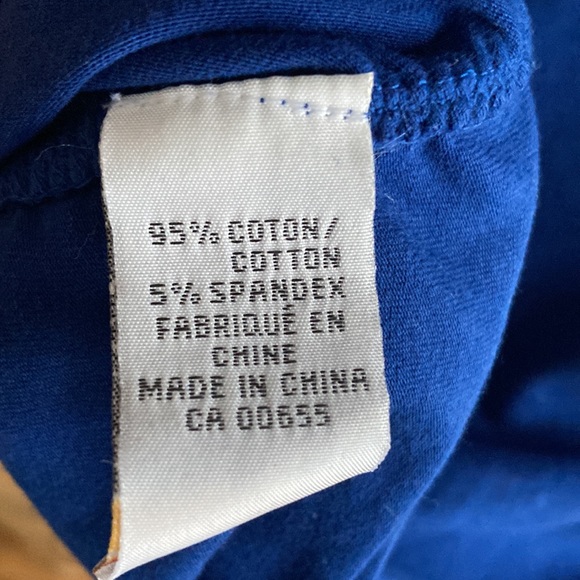 95% COTON/
COTTON
5% SPANDEX
FABRIQUÉ EN
CHINE
MADE IN CHINA
CA 00655